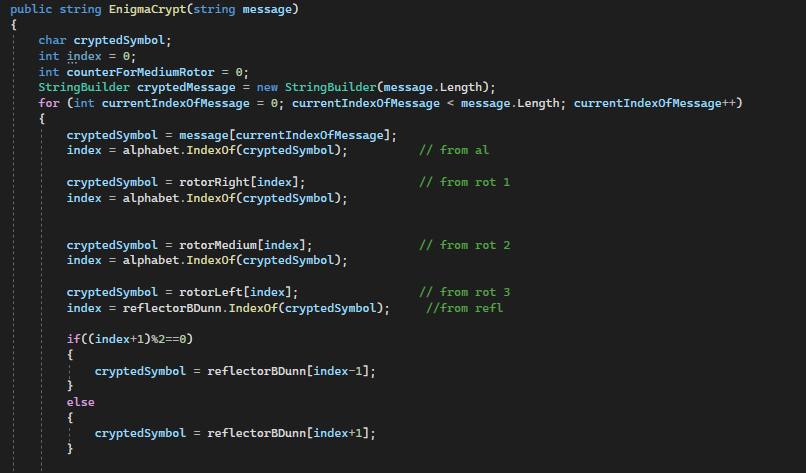 public string EnigmaCrypt(string message)
{
char cryptedSymbol;
int index = 0;
int counterForMediumRotor = 0;
StringBuilder cryptedMessage = new StringBuilder(message.Length);
for (int currentIndexOfMessage = 0; currentIndexOfMessage < message.Length; currentIndexOfMessage++)
{
cryptedSymbol = message[currentIndexOfMessage];
index = alphabet.IndexOf(cryptedSymbol); // from al
cryptedSymbol = rotorRight[index]; // from rot 1
index = alphabet.IndexOf(cryptedSymbol);
cryptedSymbol = rotorMedium[index]; // from rot 2
index = alphabet.IndexOf(cryptedSymbol);
cryptedSymbol = rotorLeft[index]; // from rot 3
index = reflectorBDunn.IndexOf(cryptedSymbol); //from refl
if((index+1)%2==0)
{
cryptedSymbol = reflectorBDunn[index-1];
}
else
{
cryptedSymbol = reflectorBDunn[index+1];
}